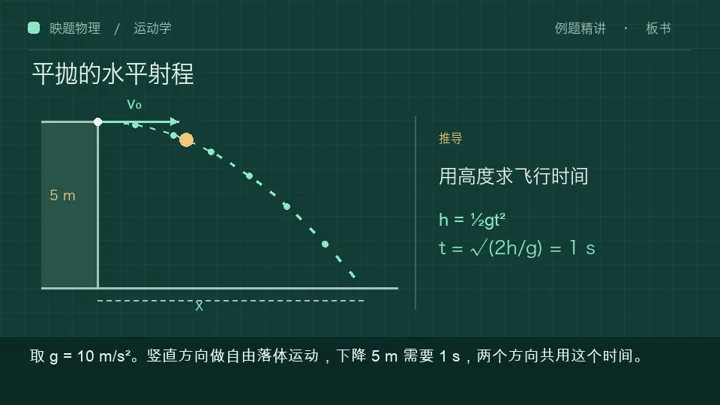 映题物理 / 运动学
例题精讲 · 板书
平抛的水平射程
v₀
5 m
x
推导
用高度求飞行时间
h = ½gt²
t = √(2h/g) = 1 s
取 g = 10 m/s²。竖直方向做自由落体运动，下降 5 m 需要 1 s，两个方向共用这个时间。